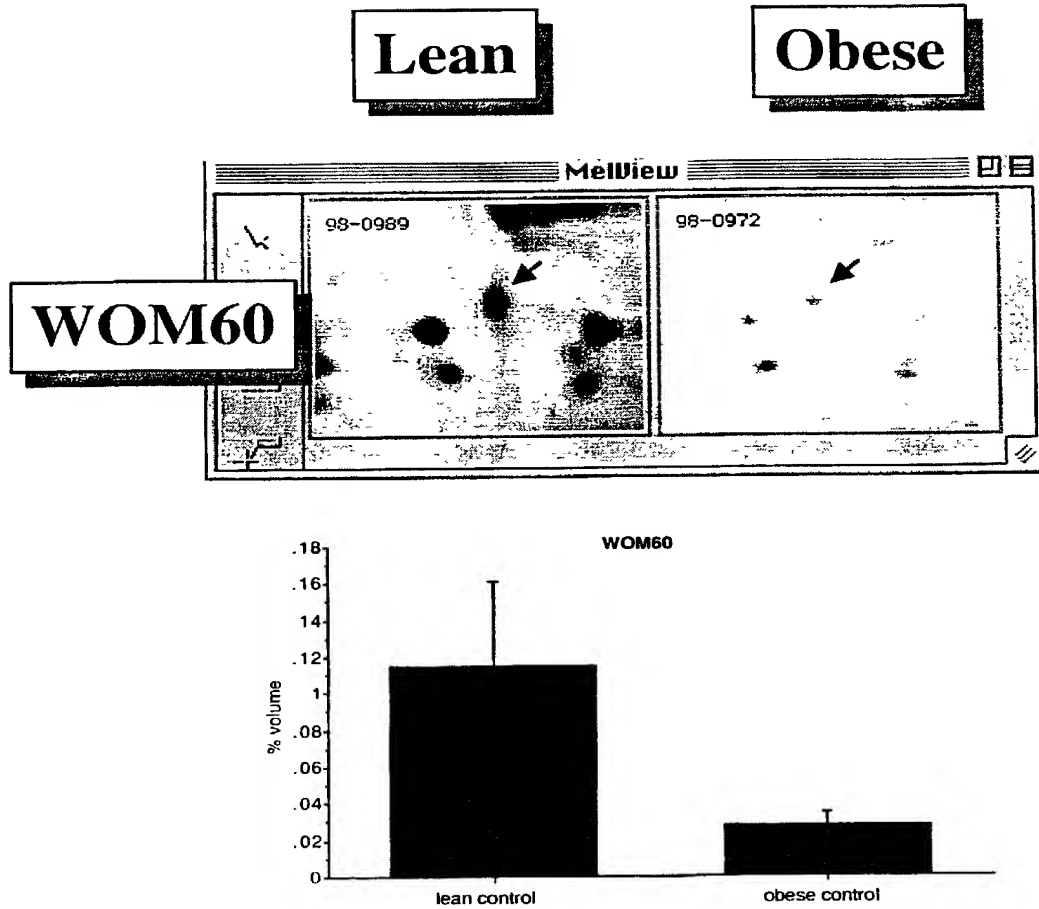 Lean
Obese
MelView
98-0989
98-0972
WOM60
WOM60
.18
.16
.14
.12
1
.08
.06
.04
.02
0
% volume
lean control
obese control